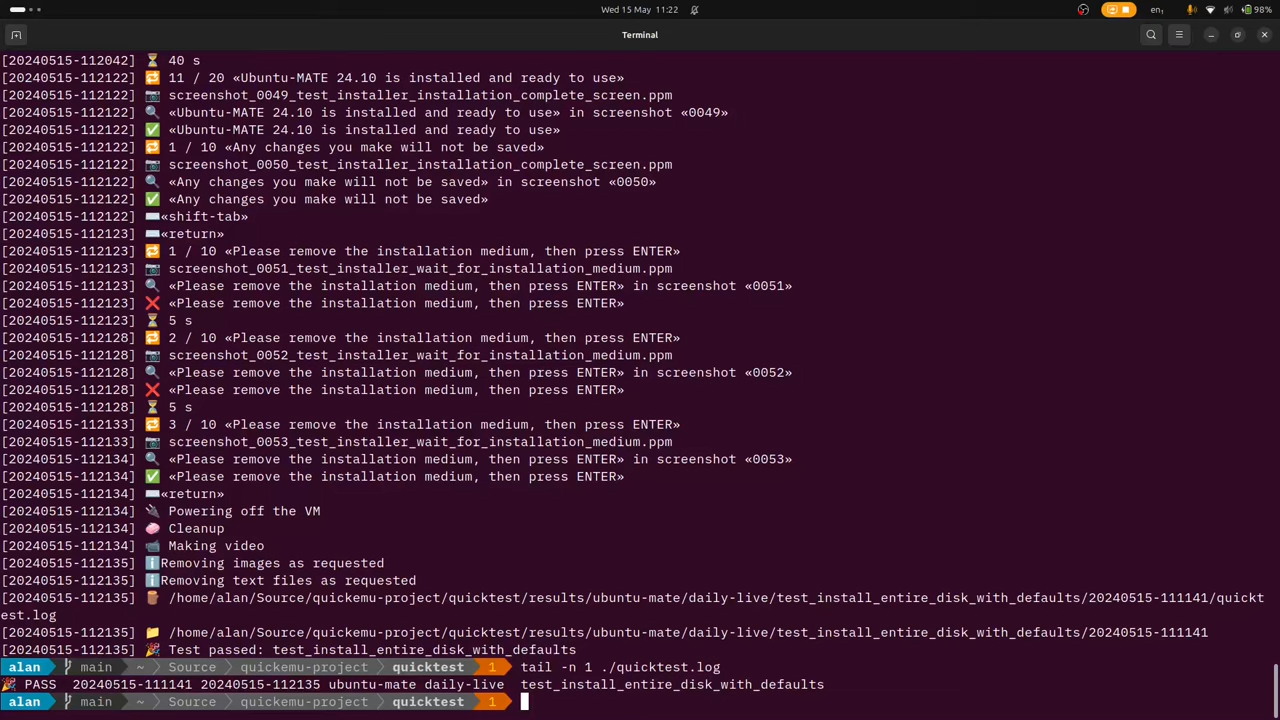 Wed 15 May 11:22
en₁
98%
Terminal
[20240515-112042] ⏳ 40 s
[20240515-112122] 🔁 11 / 20 «Ubuntu-MATE 24.10 is installed and ready to use»
[20240515-112122] 📷 screenshot_0049_test_installer_installation_complete_screen.ppm
[20240515-112122] 🔍 «Ubuntu-MATE 24.10 is installed and ready to use» in screenshot «0049»
[20240515-112122] ✅ «Ubuntu-MATE 24.10 is installed and ready to use»
[20240515-112122] 🔁 1 / 10 «Any changes you make will not be saved»
[20240515-112122] 📷 screenshot_0050_test_installer_installation_complete_screen.ppm
[20240515-112122] 🔍 «Any changes you make will not be saved» in screenshot «0050»
[20240515-112122] ✅ «Any changes you make will not be saved»
[20240515-112122] ⌨️«shift-tab»
[20240515-112123] ⌨️«return»
[20240515-112123] 🔁 1 / 10 «Please remove the installation medium, then press ENTER»
[20240515-112123] 📷 screenshot_0051_test_installer_wait_for_installation_medium.ppm
[20240515-112123] 🔍 «Please remove the installation medium, then press ENTER» in screenshot «0051»
[20240515-112123] ❌ «Please remove the installation medium, then press ENTER»
[20240515-112123] ⏳ 5 s
[20240515-112128] 🔁 2 / 10 «Please remove the installation medium, then press ENTER»
[20240515-112128] 📷 screenshot_0052_test_installer_wait_for_installation_medium.ppm
[20240515-112128] 🔍 «Please remove the installation medium, then press ENTER» in screenshot «0052»
[20240515-112128] ❌ «Please remove the installation medium, then press ENTER»
[20240515-112128] ⏳ 5 s
[20240515-112133] 🔁 3 / 10 «Please remove the installation medium, then press ENTER»
[20240515-112133] 📷 screenshot_0053_test_installer_wait_for_installation_medium.ppm
[20240515-112134] 🔍 «Please remove the installation medium, then press ENTER» in screenshot «0053»
[20240515-112134] ✅ «Please remove the installation medium, then press ENTER»
[20240515-112134] ⌨️«return»
[20240515-112134] 🔌 Powering off the VM
[20240515-112134] 🧼 Cleanup
[20240515-112134] 📹 Making video
[20240515-112135] ℹ️Removing images as requested
[20240515-112135] ℹ️Removing text files as requested
[20240515-112135] 🪵 /home/alan/Source/quickemu-project/quicktest/results/ubuntu-mate/daily-live/test_install_entire_disk_with_defaults/20240515-111141/quickt
est.log
[20240515-112135] 📁 /home/alan/Source/quickemu-project/quicktest/results/ubuntu-mate/daily-live/test_install_entire_disk_with_defaults/20240515-111141
[20240515-112135] 🎉 Test passed: test_install_entire_disk_with_defaults
alan main ~ Source quickemu-project quicktest 1 tail -n 1 ./quicktest.log
🎉 PASS 20240515-111141 20240515-112135 ubuntu-mate daily-live test_install_entire_disk_with_defaults
alan main ~ Source quickemu-project quicktest 1